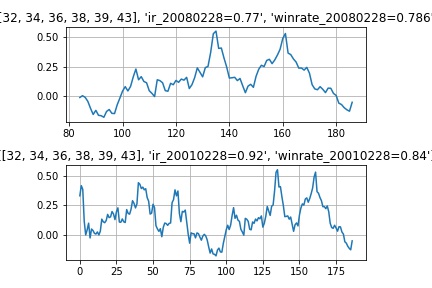 [32, 34, 36, 38, 39, 43], 'ir_20080228=0.77', 'winrate_20080228=0.786'
0.50
0.25
0.00
80 100 120 140 160 180
[[32, 34, 36, 38, 39, 43], 'ir_20010228=0.92', 'winrate_20010228=0.84']
0.50
0.25
0.00
0 25 50 75 100 125 150 175